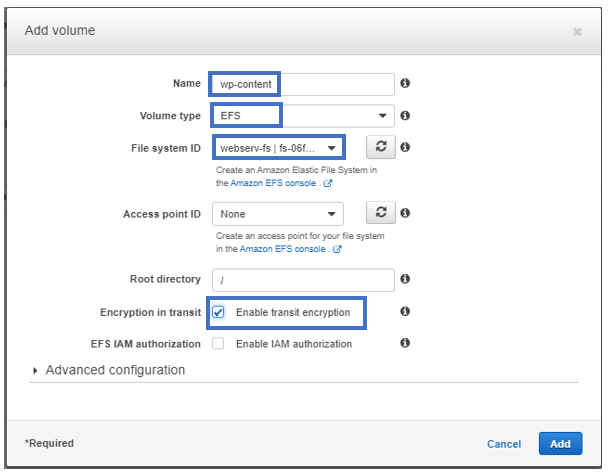 Add volume
Name wp-content
Volume type EFS
File system ID webserv-fs | fs-06f...
Create an Amazon Elastic File System in
the Amazon EFS console .
Access point ID None
Create an access point for your file system
in the Amazon EFS console .
Root directory /
Encryption in transit Enable transit encryption
EFS IAM authorization Enable IAM authorization
Advanced configuration
*Required Cancel Add